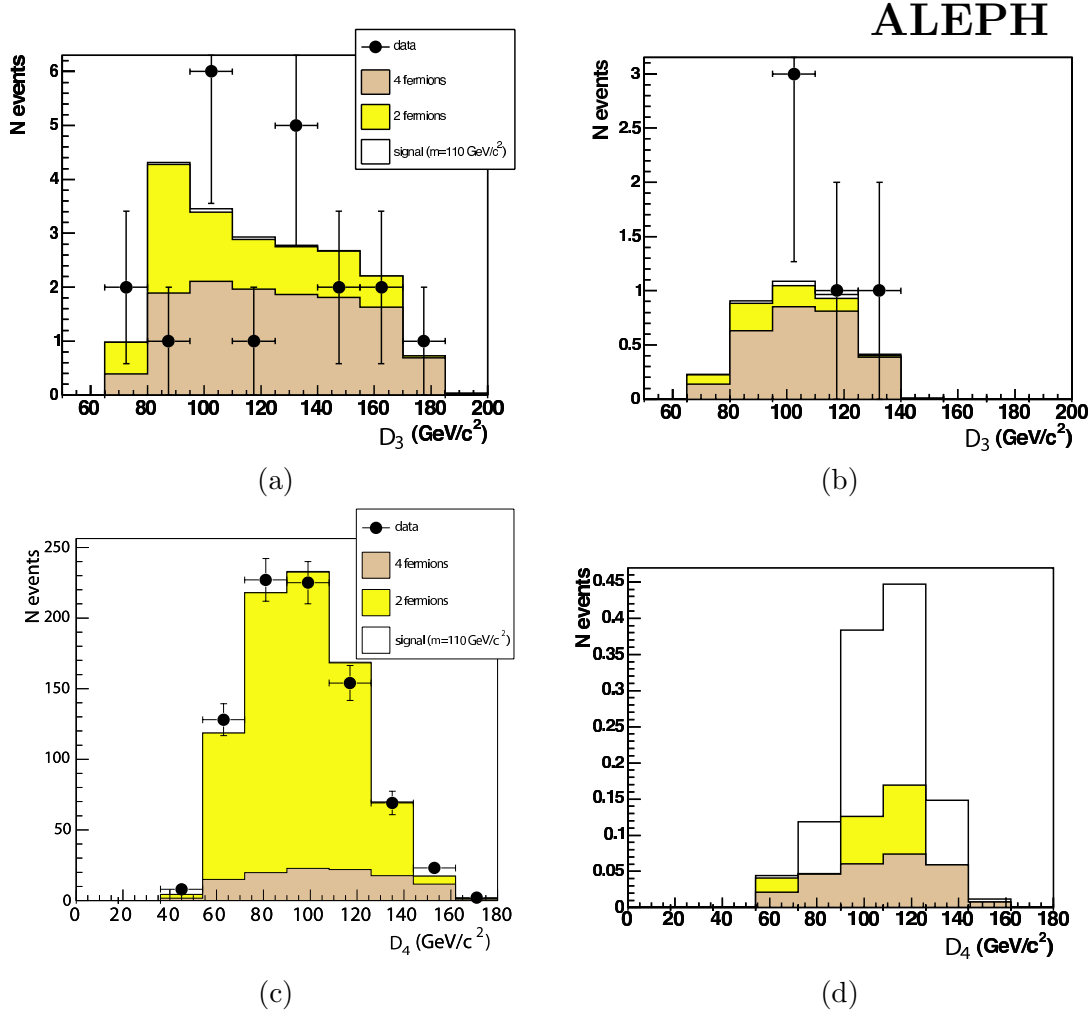 ALEPH
data
4 fermions
2 fermions
signal (m=110 GeV/c²)
N events
6
5
4
3
2
1
0
60 80 100 120 140 160 180 200
D₃ (GeV/c²)
(a)
N events
3
2.5
2
1.5
1
0.5
0
60 80 100 120 140 160 180 200
D₃ (GeV/c²)
(b)
data
4 fermions
2 fermions
signal (m=110 GeV/c²)
N events
250
200
150
100
50
0
0 20 40 60 80 100 120 140 160 180
D₄ (GeV/c²)
(c)
N events
0.45
0.4
0.35
0.3
0.25
0.2
0.15
0.1
0.05
0
0 20 40 60 80 100 120 140 160 180
D₄ (GeV/c²)
(d)